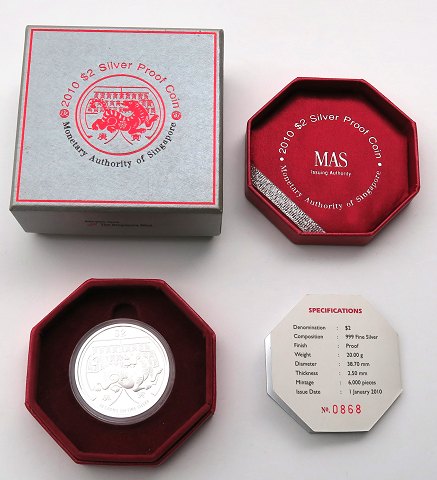 2010 $2 Silver Proof Coin
Monetary Authority of Singapore
2010 $2 Silver Proof Coin
MAS
Issuing Authority
Monetary Authority of Singapore
SPECIFICATIONS
Denomination : $2
Composition : 999 Fine Silver
Finish : Proof
Weight : 20.00 g
Diameter : 38.70 mm
Thickness : 2.50 mm
Mintage : 6,000 pieces
Issue Date : 1 January 2010
No. 0868